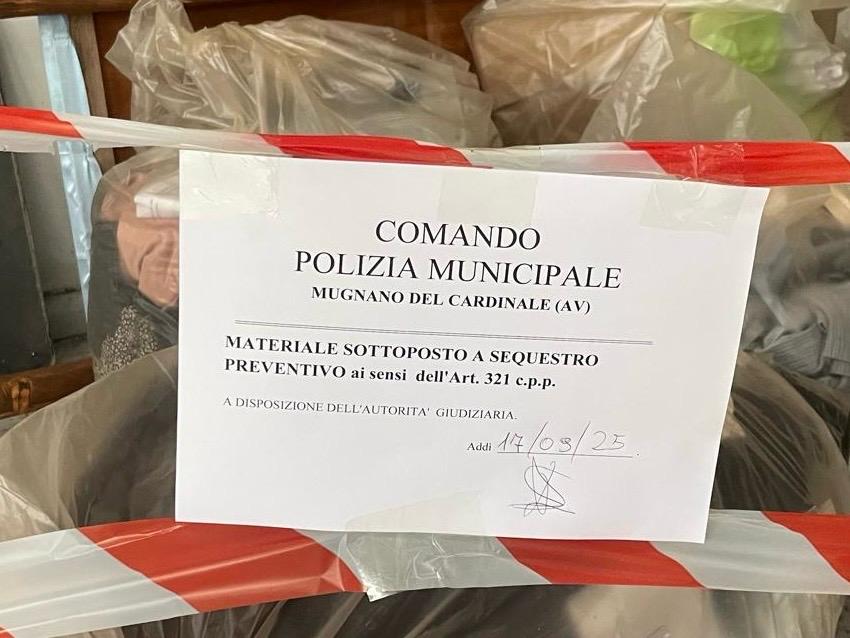 COMANDO
POLIZIA MUNICIPALE
MUGNANO DEL CARDINALE (AV)
MATERIALE SOTTOPOSTO A SEQUESTRO
PREVENTIVO ai sensi dell'Art. 321 c.p.p.
A DISPOSIZIONE DELL'AUTORITA' GIUDIZIARIA.
Addì 17/09/25.